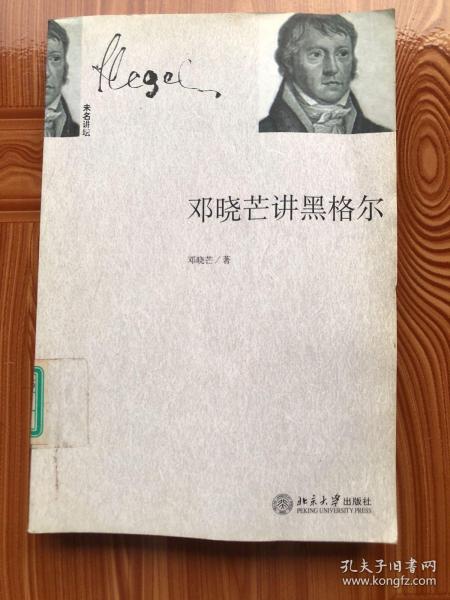 Hegel
未名讲坛
邓晓芒讲黑格尔
邓晓芒／著
北京大学出版社
PEKING UNIVERSITY PRESS
孔夫子旧书网
www.kongfz.com